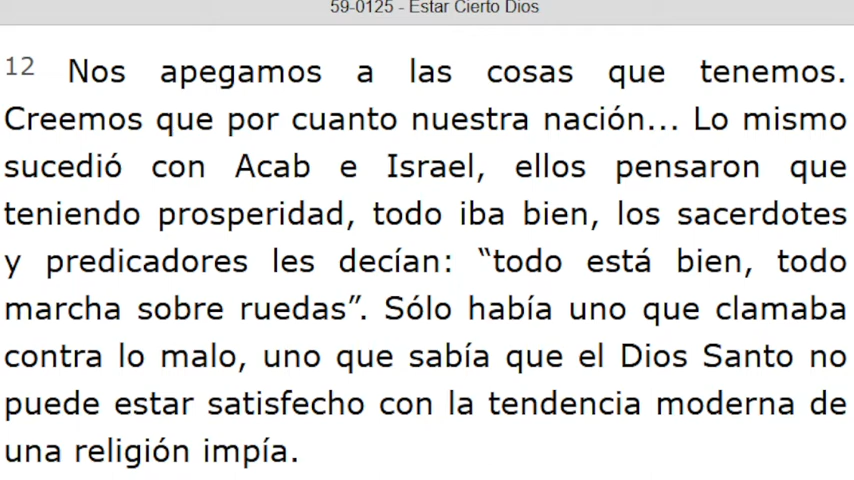 59-0125 - Estar Cierto Dios
12 Nos apegamos a las cosas que tenemos.
Creemos que por cuanto nuestra nación... Lo mismo
sucedió con Acab e Israel, ellos pensaron que
teniendo prosperidad, todo iba bien, los sacerdotes
y predicadores les decían: “todo está bien, todo
marcha sobre ruedas”. Sólo había uno que clamaba
contra lo malo, uno que sabía que el Dios Santo no
puede estar satisfecho con la tendencia moderna de
una religión impía.